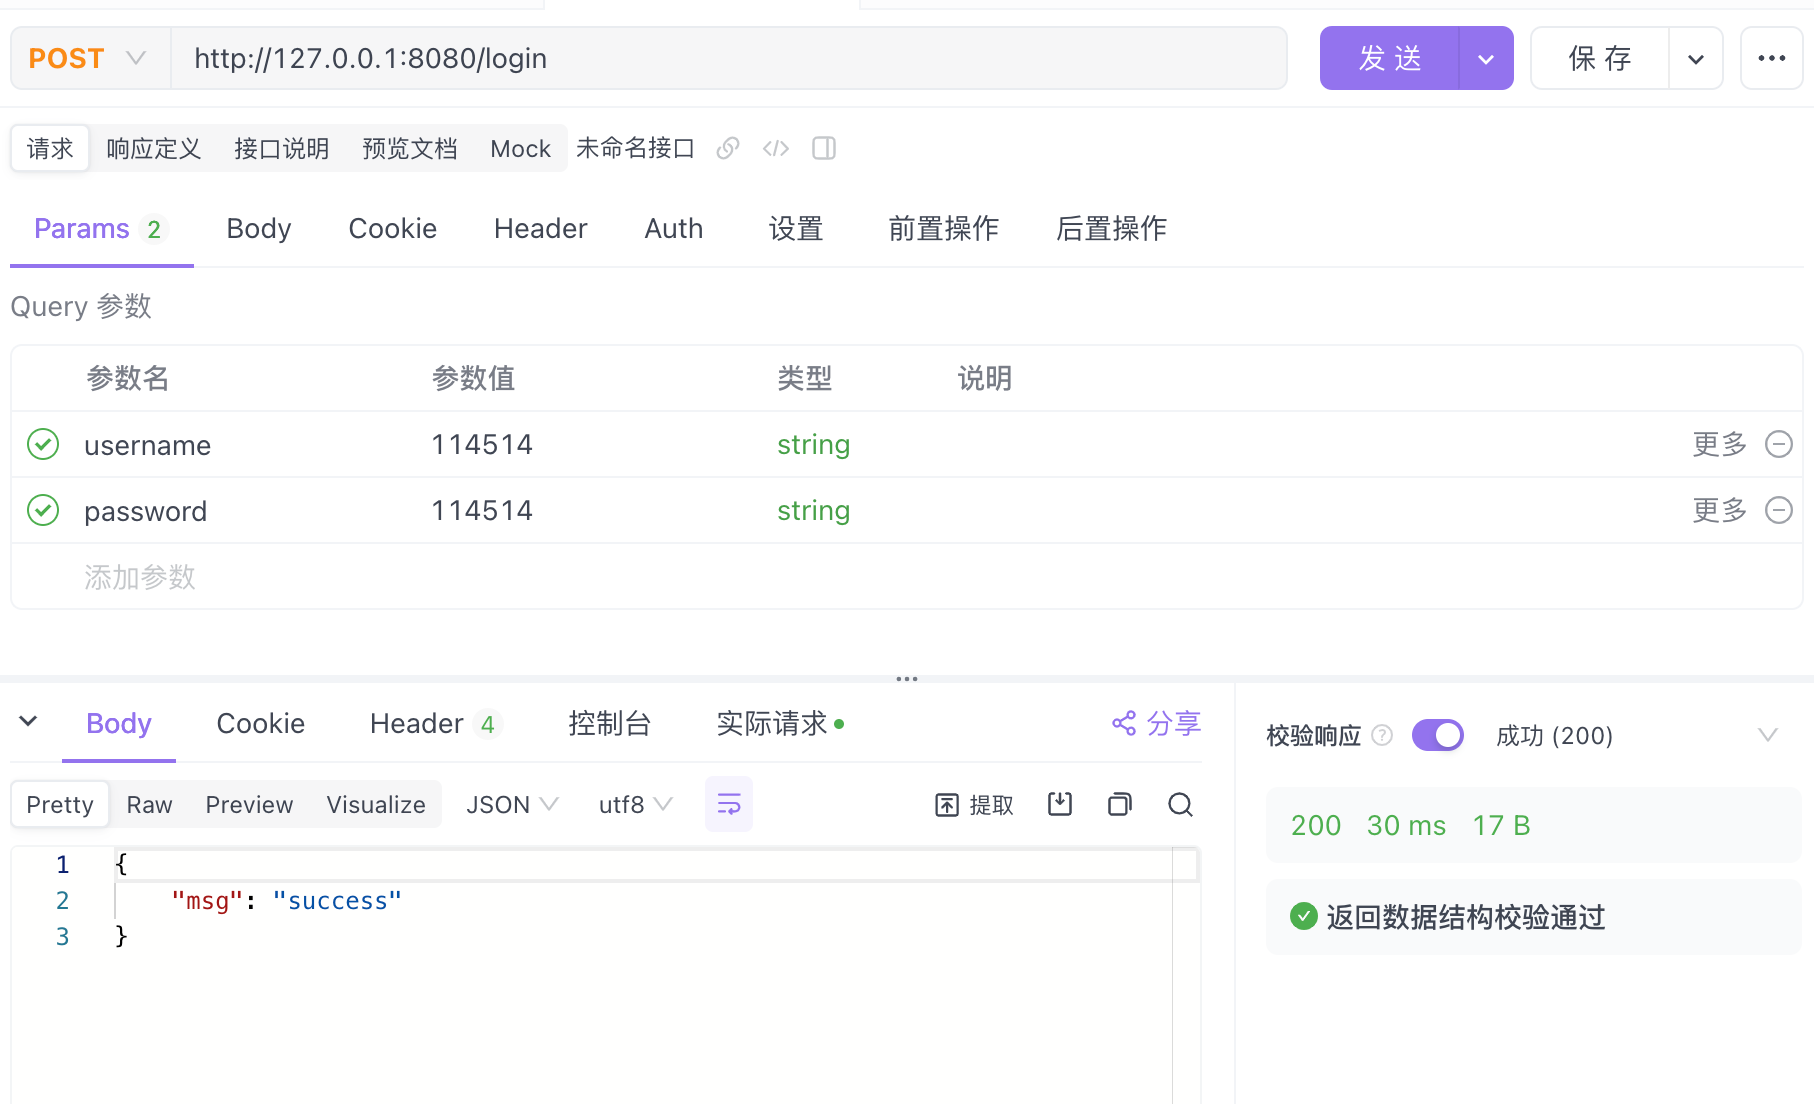 POST http://127.0.0.1:8080/login 发 送 保 存
请求 响应定义 接口说明 预览文档 Mock 未命名接口
Params 2 Body Cookie Header Auth 设置 前置操作 后置操作
Query 参数
参数名 参数值 类型 说明
username 114514 string 更多
password 114514 string 更多
添加参数
Body Cookie Header 4 控制台 实际请求 分享
校验响应 ? 成功 (200)
Pretty Raw Preview Visualize JSON utf8 提取
200 30 ms 17 B
1 {
2 "msg": "success"
3 }
返回数据结构校验通过